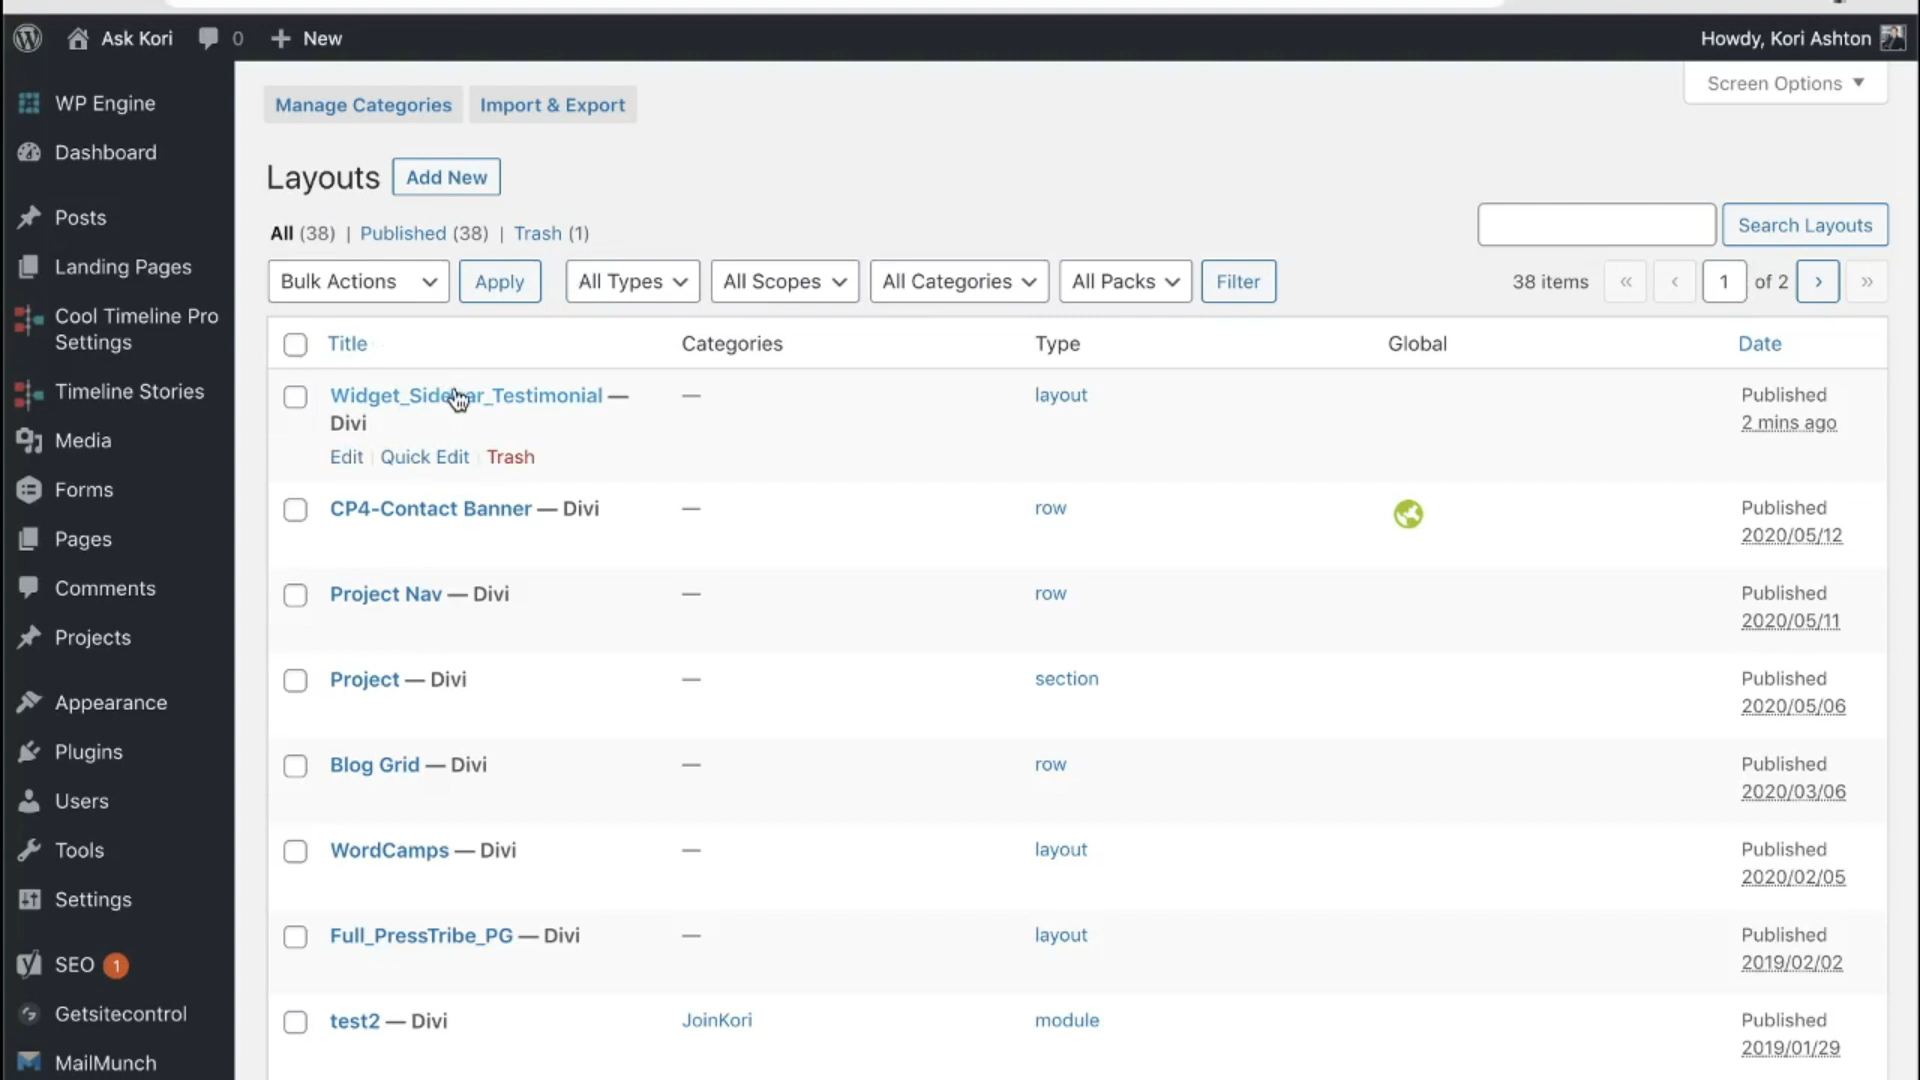 Ask Kori 0 New Howdy, Kori Ashton
Screen Options
WP Engine
Dashboard
Posts
Landing Pages
Cool Timeline Pro
Settings
Timeline Stories
Media
Forms
Pages
Comments
Projects
Appearance
Plugins
Users
Tools
Settings
SEO 1
Getsitecontrol
MailMunch
Manage Categories Import & Export
Layouts Add New
All (38) | Published (38) | Trash (1)
Search Layouts
Bulk Actions Apply All Types All Scopes All Categories All Packs Filter 38 items « ‹ 1 of 2 › »
Title Categories Type Global Date
Widget_Sidebar_Testimonial — — layout Published
Divi 2 mins ago
Edit | Quick Edit | Trash
CP4-Contact Banner — Divi — row Published
2020/05/12
Project Nav — Divi — row Published
2020/05/11
Project — Divi — section Published
2020/05/06
Blog Grid — Divi — row Published
2020/03/06
WordCamps — Divi — layout Published
2020/02/05
Full_PressTribe_PG — Divi — layout Published
2019/02/02
test2 — Divi JoinKori module Published
2019/01/29